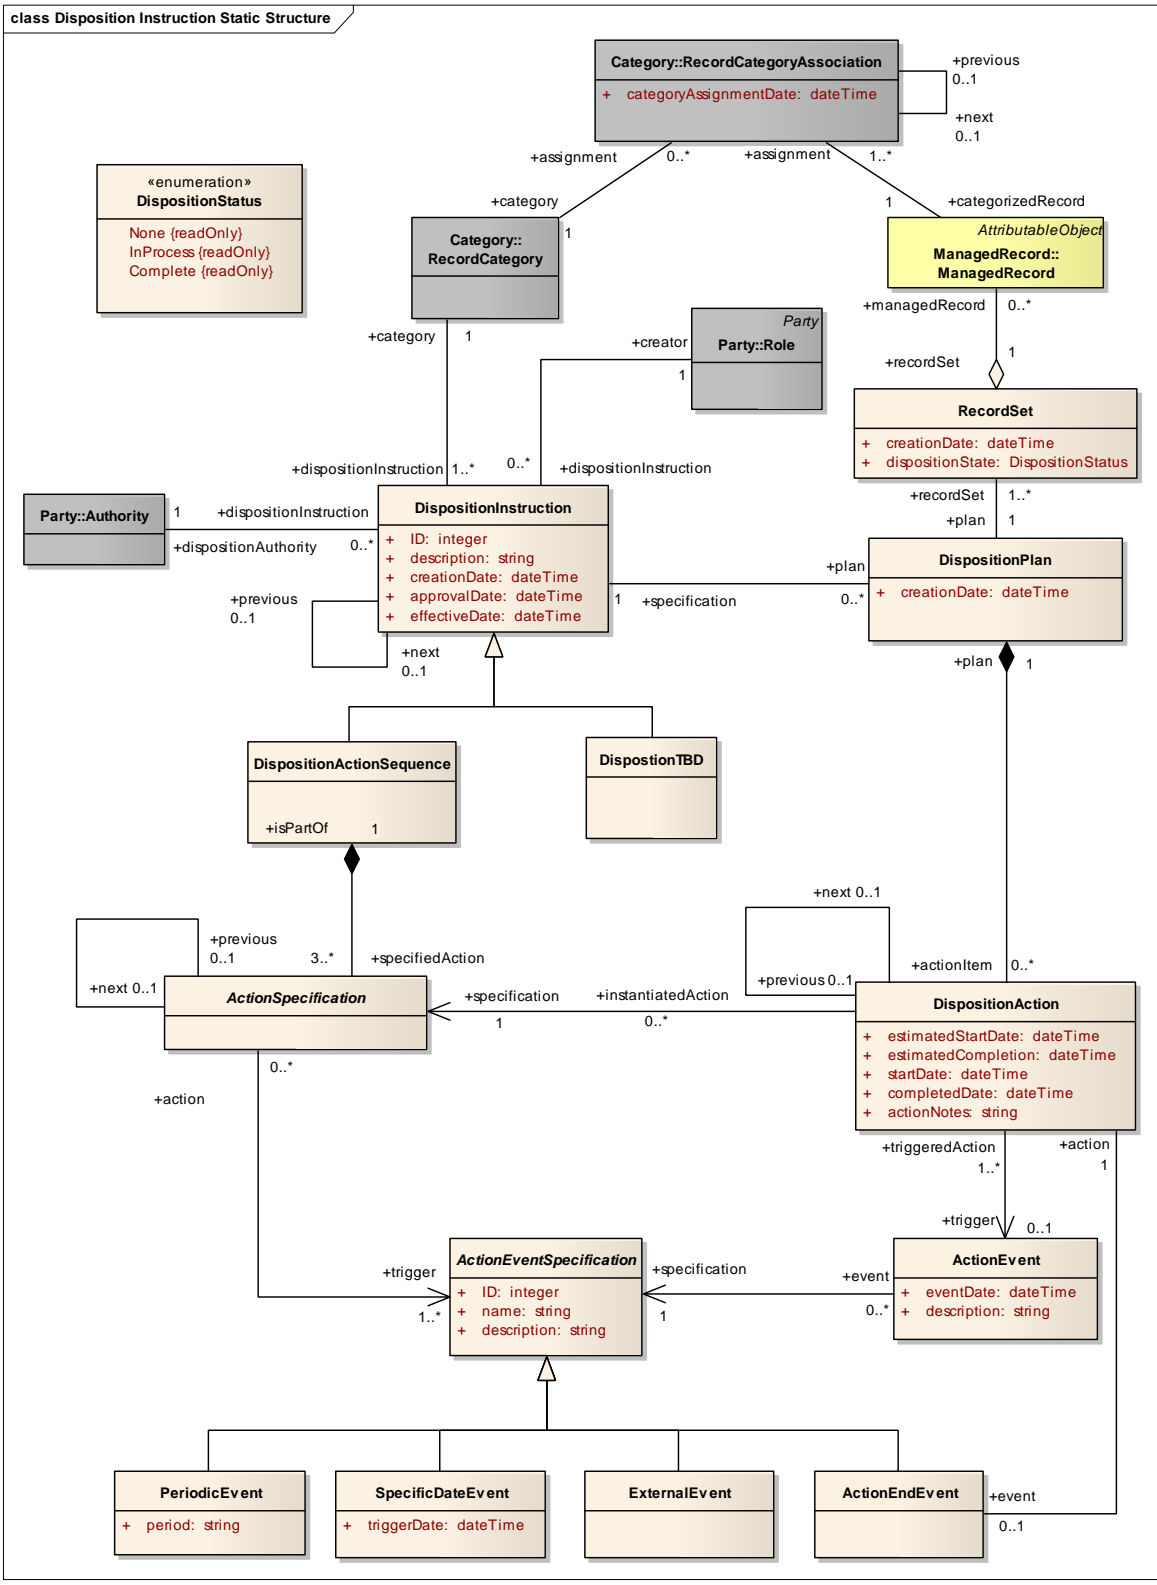 class Disposition Instruction Static Structure
Category::RecordCategoryAssociation
+ categoryAssignmentDate: dateTime
+previous
0..1
+next
0..1
+assignment
0..*
+assignment
1..*
«enumeration»
DispositionStatus
None {readOnly}
InProcess {readOnly}
Complete {readOnly}
+category
1
1
+categorizedRecord
Category::
RecordCategory
AttributableObject
ManagedRecord::
ManagedRecord
+managedRecord
0..*
+category
1
Party
Party::Role
+creator
1
1
+recordSet
RecordSet
+ creationDate: dateTime
+ dispositionState: DispositionStatus
+dispositionInstruction
1..*
0..*
+dispositionInstruction
+recordSet
1..*
+plan
1
Party::Authority
1
+dispositionInstruction
+dispositionAuthority
0..*
DispositionInstruction
+ ID: integer
+ description: string
+ creationDate: dateTime
+ approvalDate: dateTime
+ effectiveDate: dateTime
+previous
0..1
+next
0..1
+plan
1
+specification
0..*
DispositionPlan
+ creationDate: dateTime
+plan
1
DispositionActionSequence
+isPartOf
1
DispostionTBD
+previous
0..1
3..*
+specifiedAction
+next 0..1
ActionSpecification
+next 0..1
+previous 0..1
+actionItem
0..*
+specification
1
+instantiatedAction
0..*
DispositionAction
+ estimatedStartDate: dateTime
+ estimatedCompletion: dateTime
+ startDate: dateTime
+ completedDate: dateTime
+ actionNotes: string
0..*
+action
+triggeredAction
1..*
+action
1
+trigger
0..1
+trigger
1..*
ActionEventSpecification
+ ID: integer
+ name: string
+ description: string
+specification
1
+event
0..*
ActionEvent
+ eventDate: dateTime
+ description: string
PeriodicEvent
+ period: string
SpecificDateEvent
+ triggerDate: dateTime
ExternalEvent
ActionEndEvent
+event
0..1